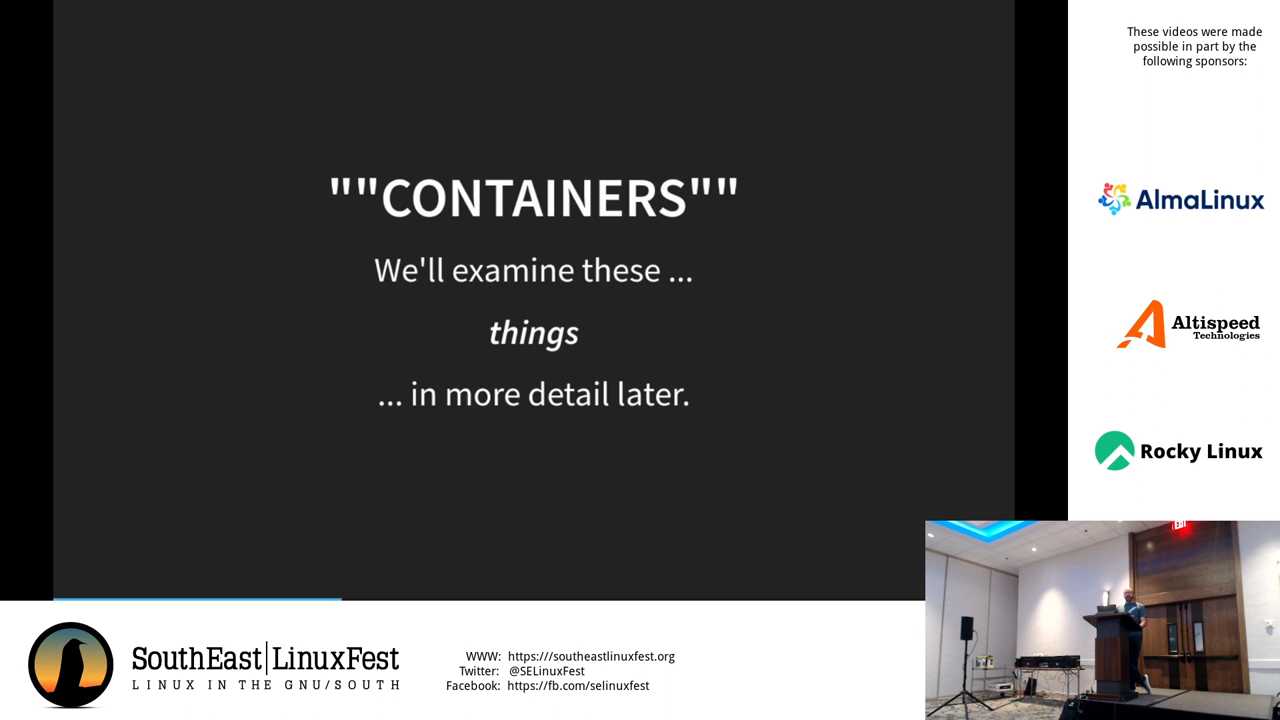 ""CONTAINERS""
We'll examine these ...
things
... in more detail later.
These videos were made
possible in part by the
following sponsors:
AlmaLinux
Altispeed
Technologies
Rocky Linux
EXIT
SouthEast|LinuxFest
LINUX IN THE GNU/SOUTH
WWW: https:///southeastlinuxfest.org
Twitter: @SELinuxFest
Facebook: https://fb.com/selinuxfest